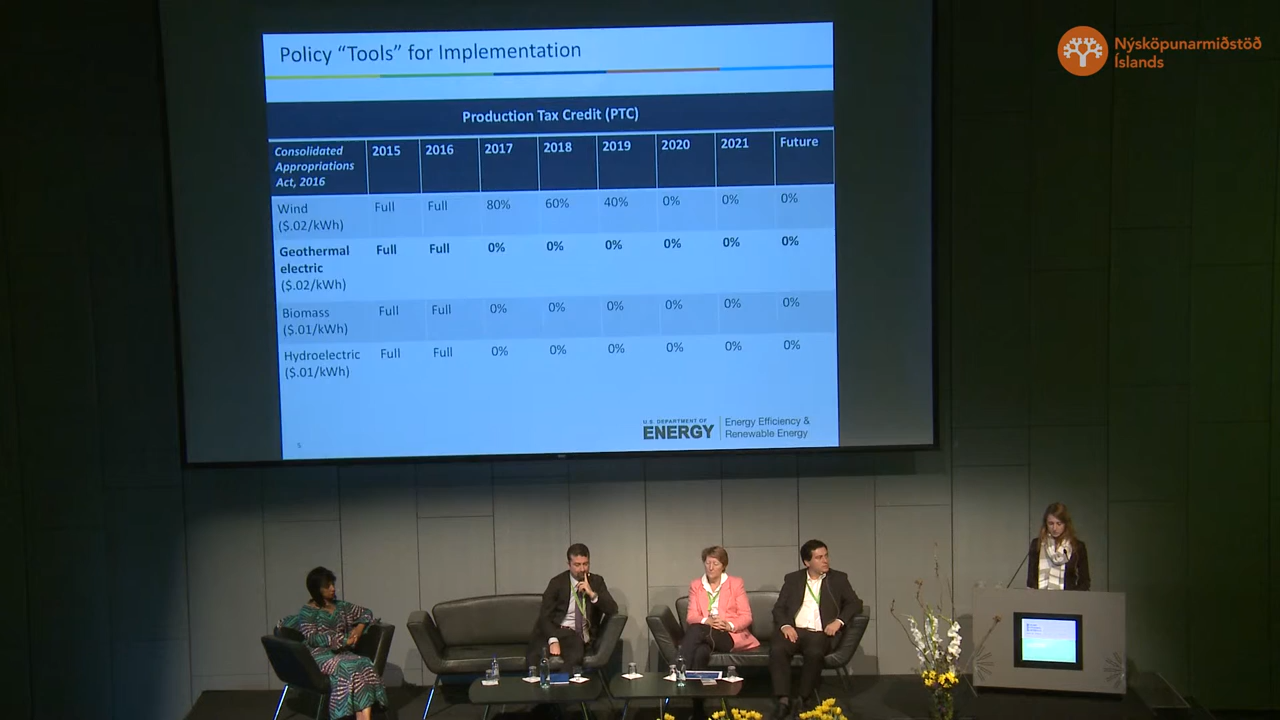 Nýsköpunarmiðstöð
Íslands
Policy “Tools” for Implementation
Production Tax Credit (PTC)
Consolidated Appropriations Act, 2016 2015 2016 2017 2018 2019 2020 2021 Future
Wind ($.02/kWh) Full Full 80% 60% 40% 0% 0% 0%
Geothermal electric ($.02/kWh) Full Full 0% 0% 0% 0% 0% 0%
Biomass ($.01/kWh) Full Full 0% 0% 0% 0% 0% 0%
Hydroelectric ($.01/kWh) Full Full 0% 0% 0% 0% 0% 0%
5
U.S. DEPARTMENT OF
ENERGY
Energy Efficiency &
Renewable Energy